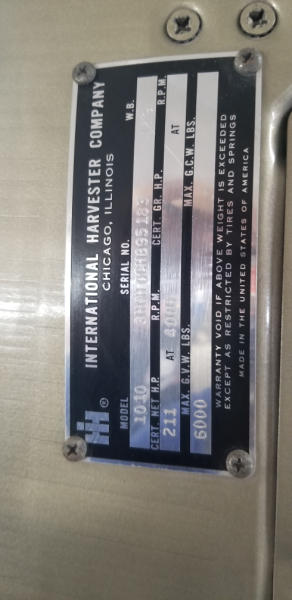 INTERNATIONAL HARVESTER COMPANY
CHICAGO, ILLINOIS
MODEL SERIAL NO. W.B.
1010
CERT. NET H.P. R.P.M. CERT. GR. H.P. R.P.M.
211 AT 4000 AT
MAX. G.V.W. LBS. MAX. G.C.W. LBS.
6000
WARRANTY VOID IF ABOVE WEIGHT IS EXCEEDED
EXCEPT AS RESTRICTED BY TIRES AND SPRINGS
MADE IN THE UNITED STATES OF AMERICA